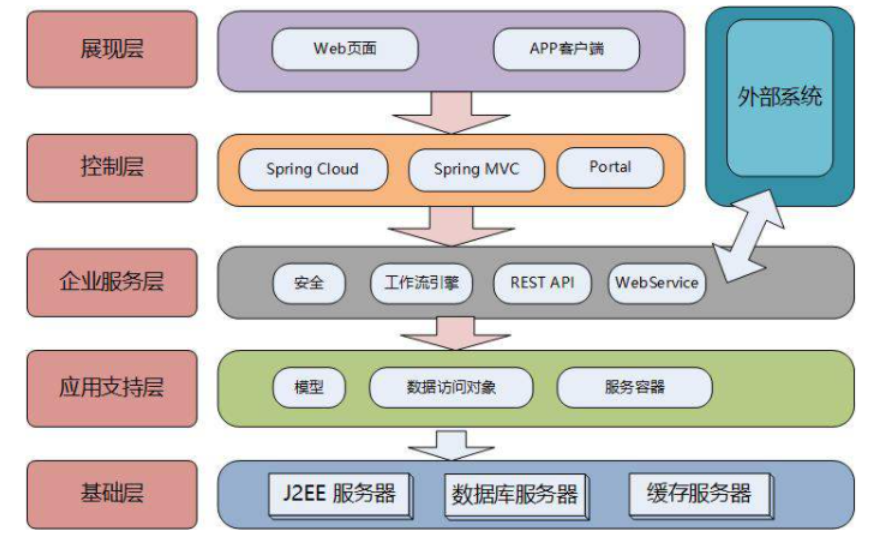 展现层
Web页面
APP客户端
外部系统
控制层
Spring Cloud
Spring MVC
Portal
企业服务层
安全
工作流引擎
REST API
WebService
应用支持层
模型
数据访问对象
服务容器
基础层
J2EE 服务器
数据库服务器
缓存服务器